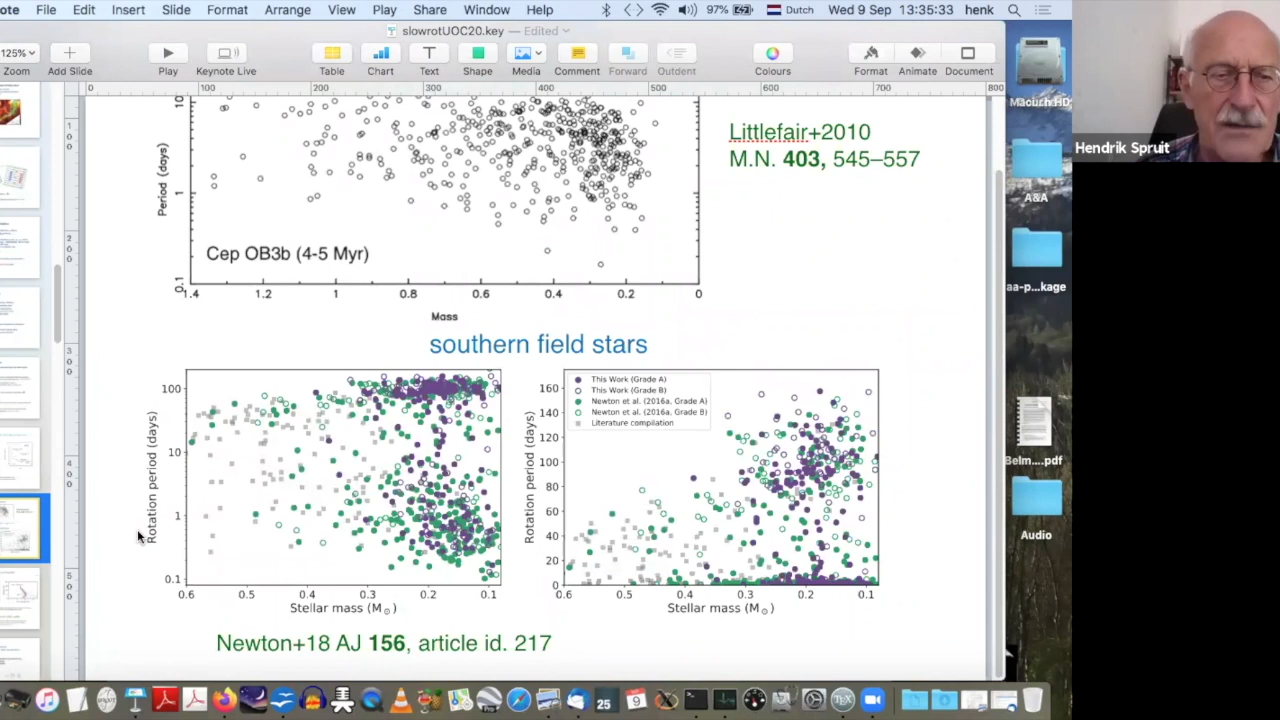 ote File Edit Insert Slide Format Arrange View Play Share Window Help 97% Dutch Wed 9 Sep 13:35:33 henk
slowrotUOC20.key — Edited
125%
Zoom Add Slide Play Keynote Live Table Chart Text Shape Media Comment Forward Outdent Colours Format Animate Document
0 100 200 300 400 500 600 700 800
Hendrik Spruit
Littlefair+2010
M.N. 403, 545–557
Period (days)
10
1
0.1
Cep OB3b (4-5 Myr)
1.4 1.2 1 0.8 0.6 0.4 0.2 0
Mass
southern field stars
Rotation period (days)
100
10
1
0.1
0.6 0.5 0.4 0.3 0.2 0.1
Stellar mass (M☉)
Rotation period (days)
160
140
120
100
80
60
40
20
0
This Work (Grade A)
This Work (Grade B)
Newton et al. (2016a, Grade A)
Newton et al. (2016a, Grade B)
Literature compilation
0.6 0.5 0.4 0.3 0.2 0.1
Stellar mass (M☉)
Newton+18 AJ 156, article id. 217
A&A
aa-p...kage
Belm....pdf
Audio
25
9